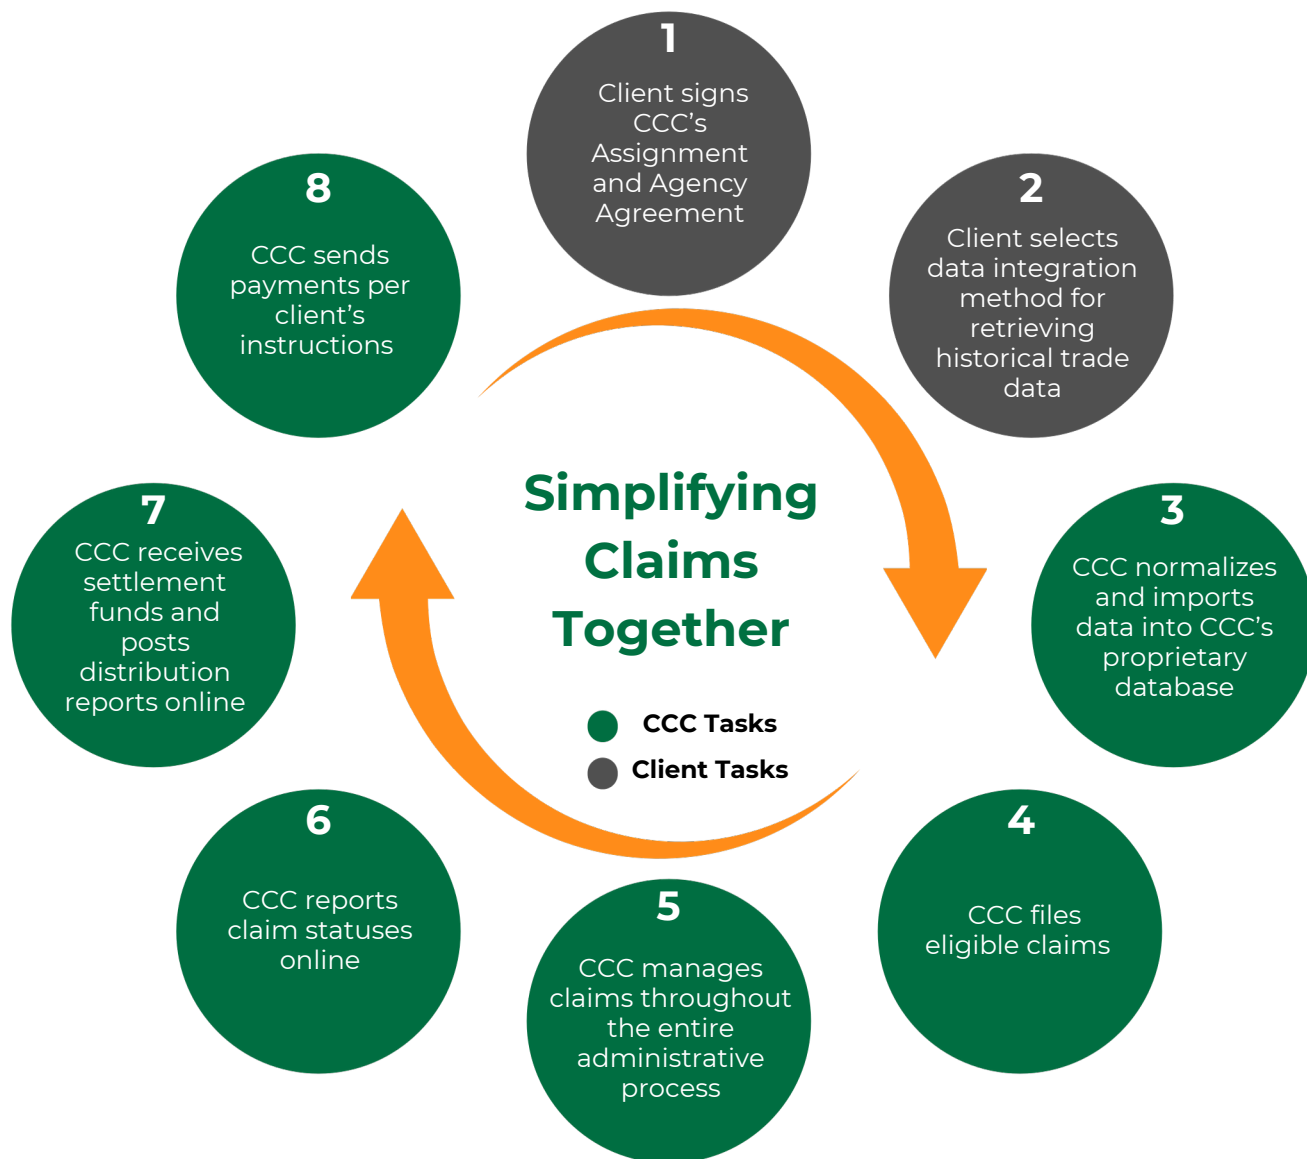 1
Client signs
CCC’s
Assignment
and Agency
Agreement
2
Client selects
data integration
method for
retrieving
historical trade
data
3
CCC normalizes
and imports
data into CCC’s
proprietary
database
4
CCC files
eligible claims
5
CCC manages
claims throughout
the entire
administrative
process
6
CCC reports
claim statuses
online
7
CCC receives
settlement
funds and
posts
distribution
reports online
8
CCC sends
payments per
client’s
instructions
Simplifying
Claims
Together
CCC Tasks
Client Tasks